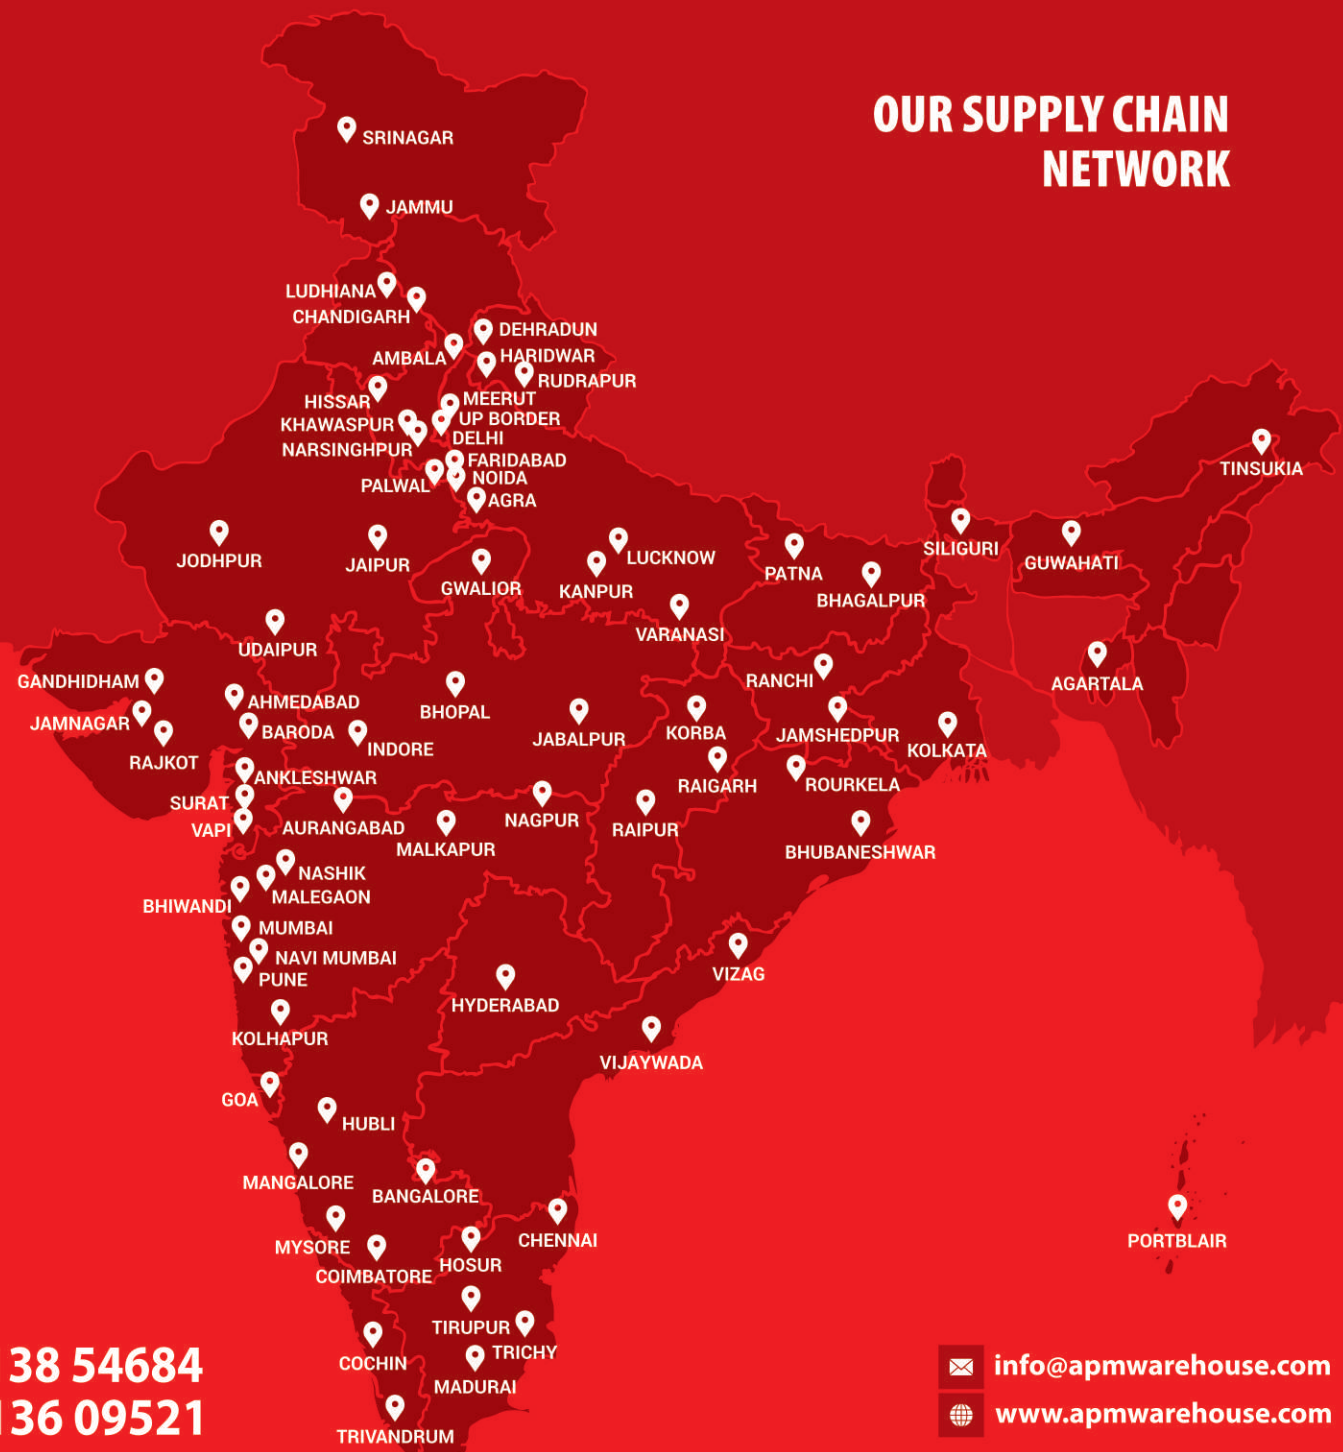 OUR SUPPLY CHAIN
NETWORK
SRINAGAR
JAMMU
LUDHIANA
CHANDIGARH
DEHRADUN
AMBALA
HARIDWAR
RUDRAPUR
HISSAR
MEERUT
KHAWASPUR
UP BORDER
DELHI
NARSINGHPUR
FARIDABAD
PALWAL
NOIDA
AGRA
TINSUKIA
JODHPUR
JAIPUR
GWALIOR
LUCKNOW
KANPUR
PATNA
BHAGALPUR
SILIGURI
GUWAHATI
VARANASI
UDAIPUR
GANDHIDHAM
AHMEDABAD
BHOPAL
RANCHI
AGARTALA
JAMNAGAR
BARODA
INDORE
JABALPUR
KORBA
JAMSHEDPUR
KOLKATA
RAJKOT
ANKLESHWAR
RAIGARH
ROURKELA
SURAT
VAPI
AURANGABAD
MALKAPUR
NAGPUR
RAIPUR
BHUBANESHWAR
NASHIK
MALEGAON
BHIWANDI
MUMBAI
NAVI MUMBAI
PUNE
VIZAG
HYDERABAD
KOLHAPUR
VIJAYWADA
GOA
HUBLI
MANGALORE
BANGALORE
CHENNAI
PORTBLAIR
MYSORE
COIMBATORE
HOSUR
TIRUPUR
TRICHY
COCHIN
MADURAI
TRIVANDRUM
38 54684
36 09521
info@apmwarehouse.com
www.apmwarehouse.com